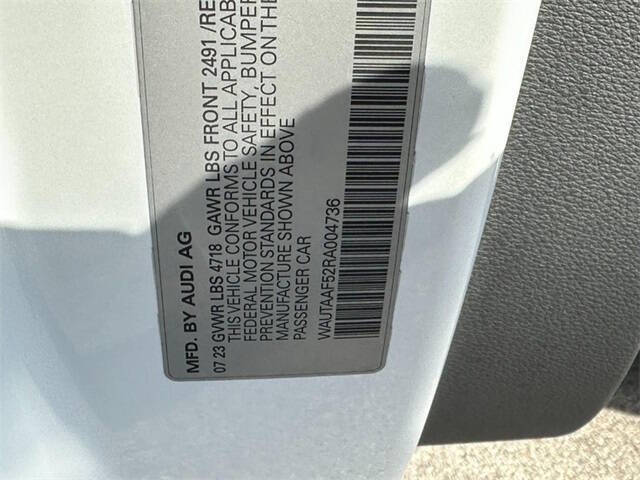 MFD. BY AUDI AG
07 23 GVWR LBS 4718 GAWR LBS FRONT 2491 /RE
THIS VEHICLE CONFORMS TO ALL APPLICAB
FEDERAL MOTOR VEHICLE SAFETY, BUMPER
PREVENTION STANDARDS IN EFFECT ON THE
MANUFACTURE SHOWN ABOVE
PASSENGER CAR
WAUTAAF52RA004736